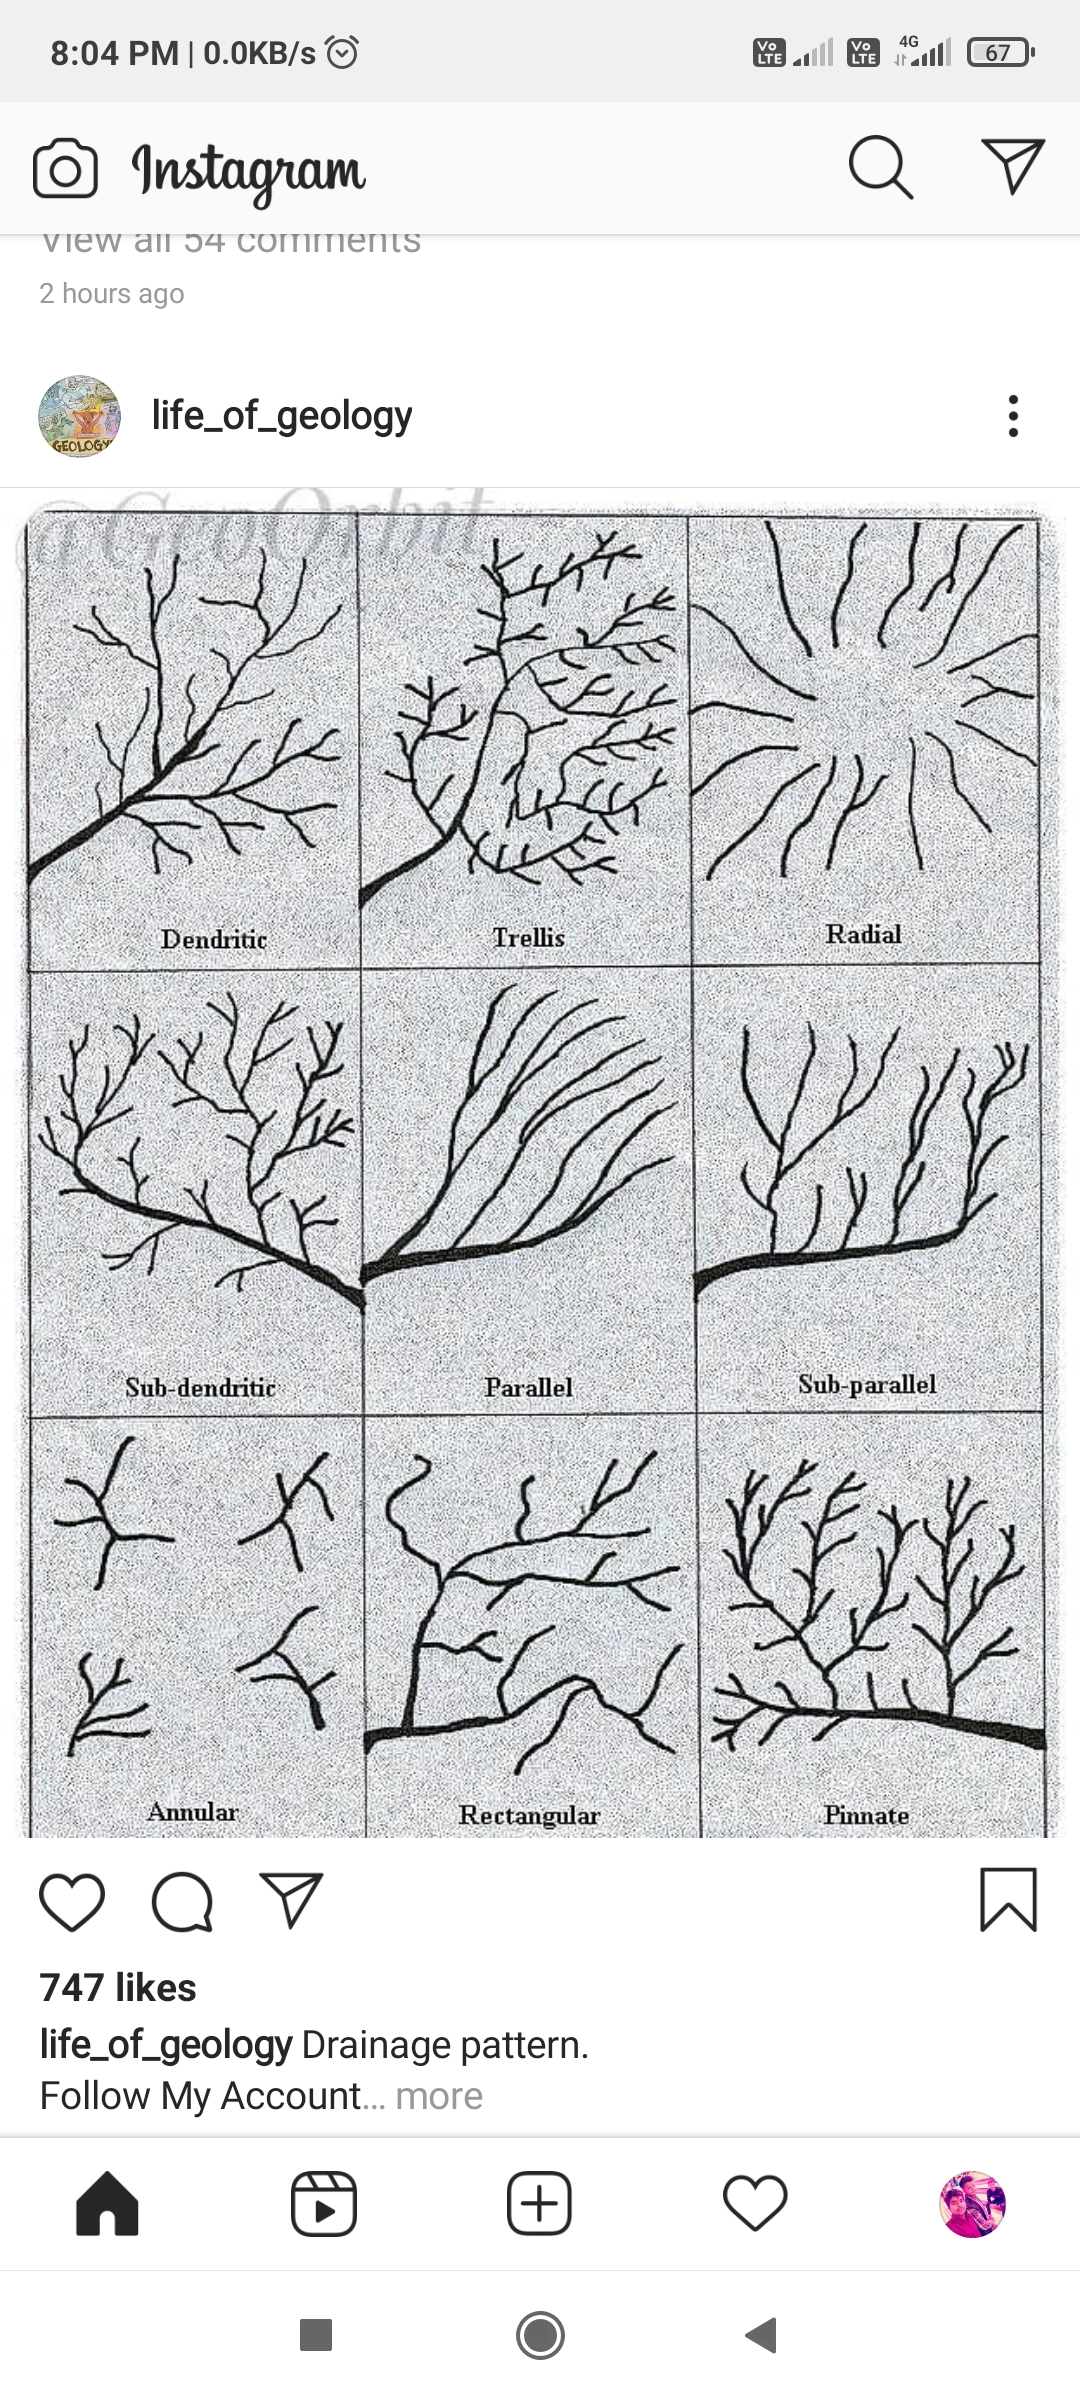 8:04 PM | 0.0KB/s
Vo LTE
Vo LTE
4G
67
Instagram
View all 54 comments
2 hours ago
GEOLOGY
life_of_geology
@GeoOrbit
Dendritic
Trellis
Radial
Sub-dendritic
Parallel
Sub-parallel
Annular
Rectangular
Pinnate
747 likes
life_of_geology Drainage pattern.
Follow My Account... more